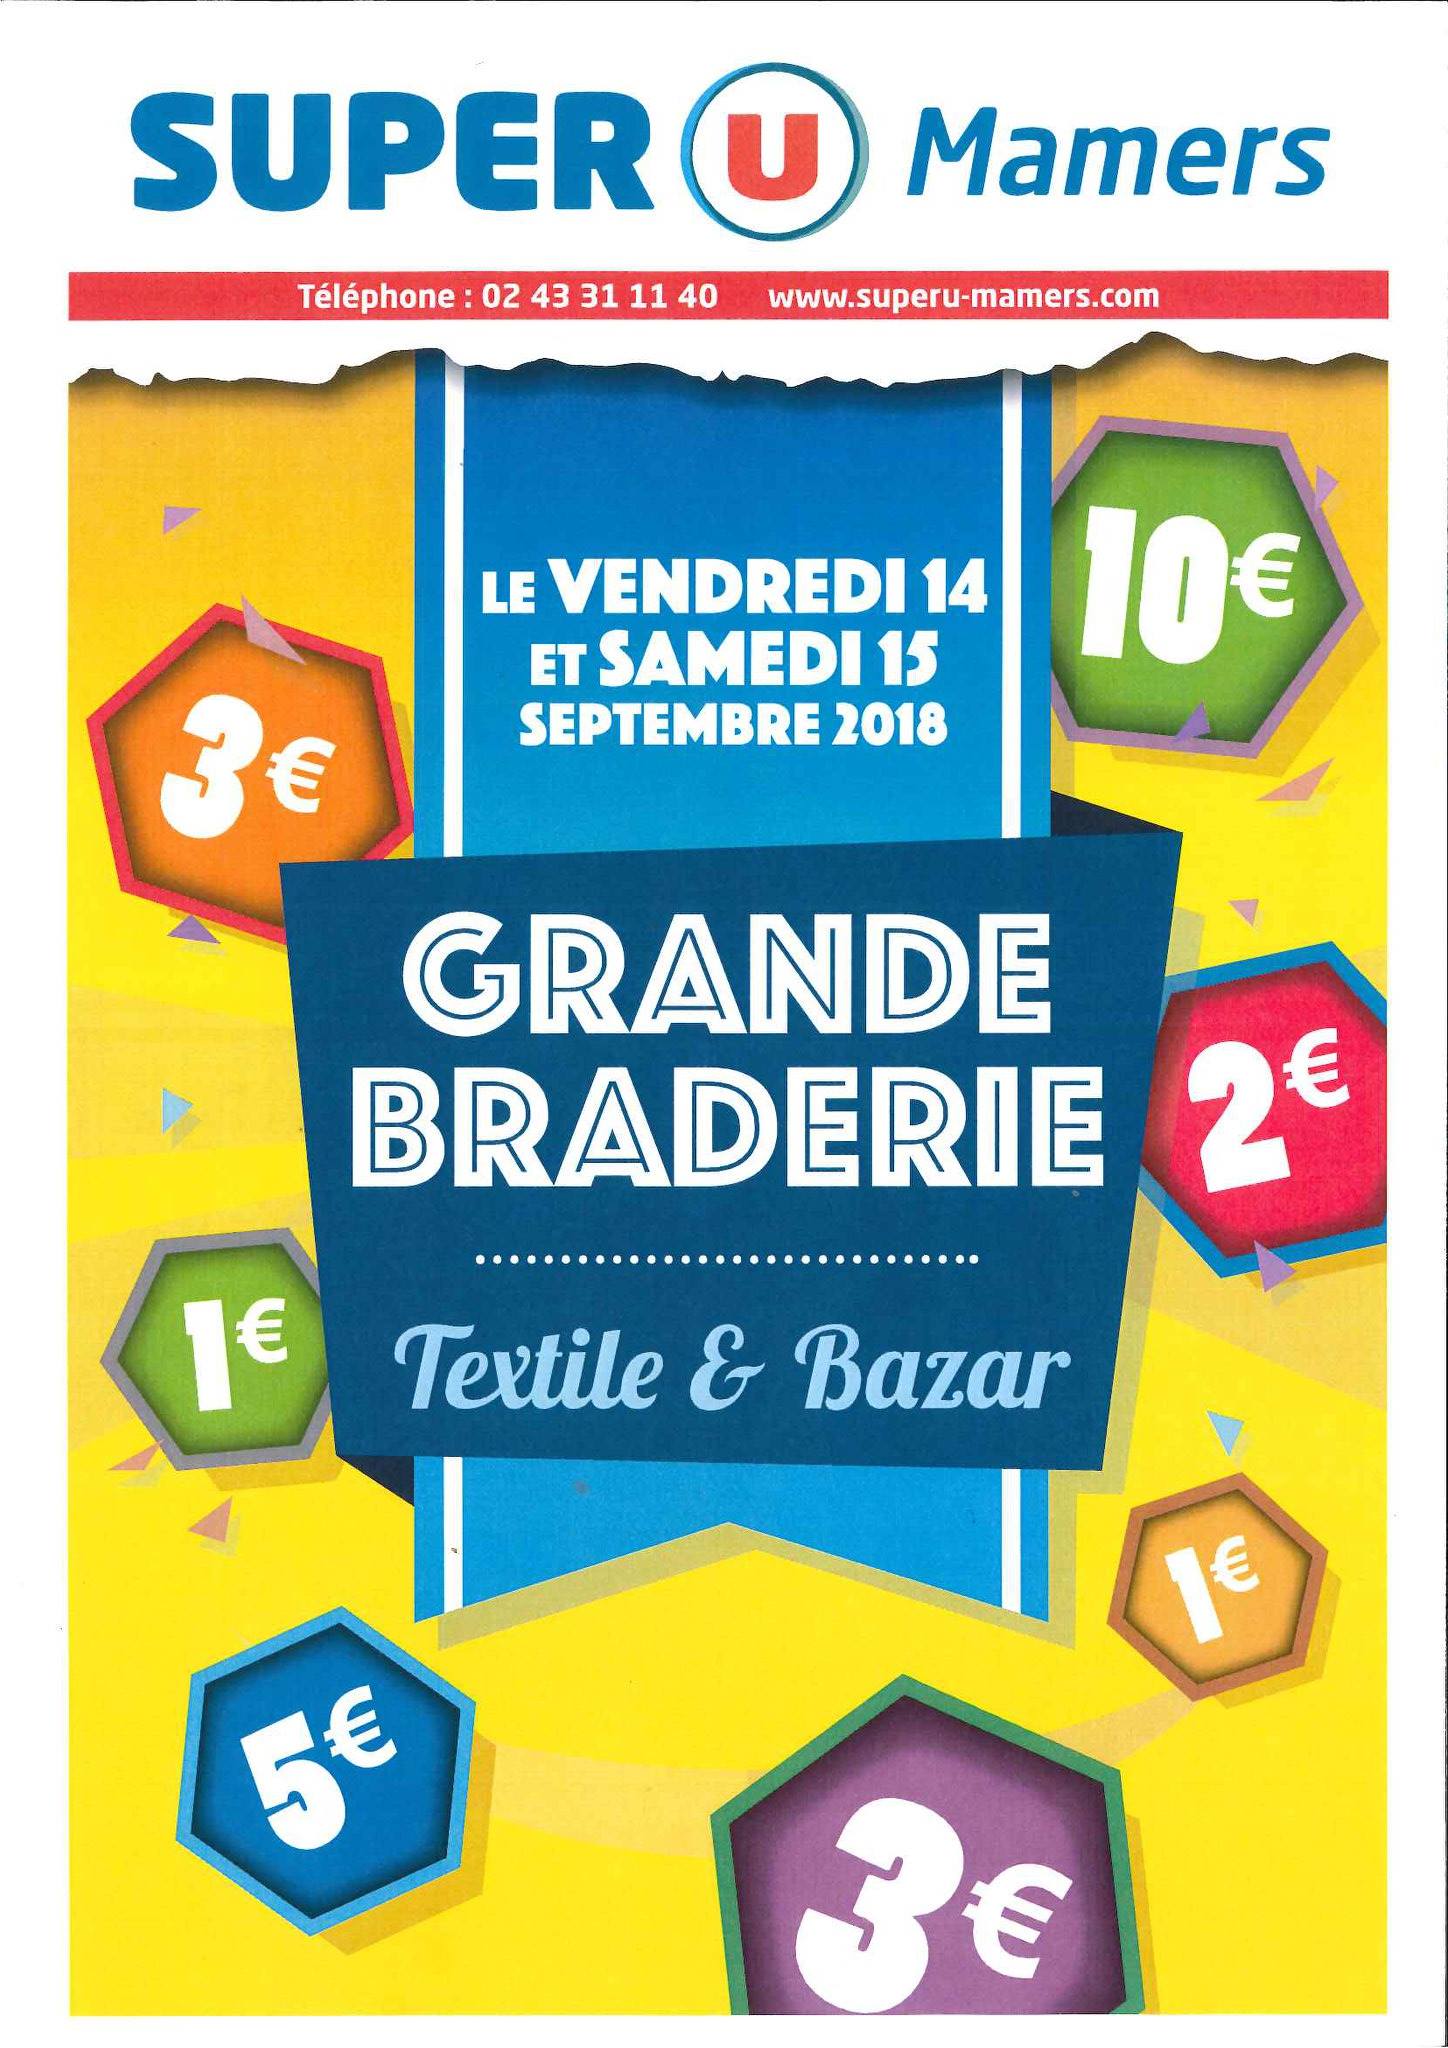 SUPER U Mamers
Téléphone : 02 43 31 11 40 www.superu-mamers.com
LE VENDREDI 14
ET SAMEDI 15
SEPTEMBRE 2018
10€
3€
GRANDE
BRADERIE
2€
Textile & Bazar
1€
1€
5€
3€